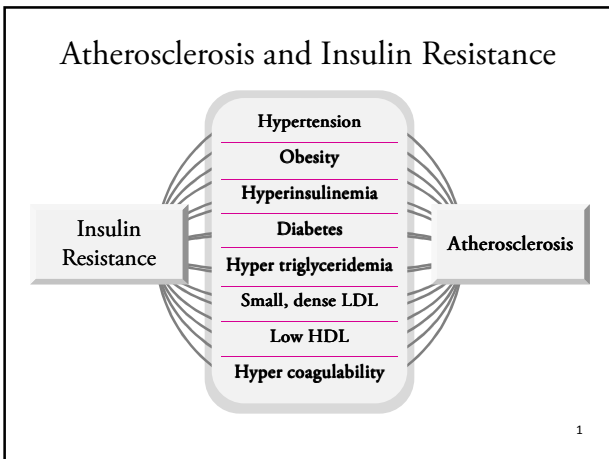 Atherosclerosis and Insulin Resistance
Hypertension
Obesity
Hyperinsulinemia
Diabetes
Hyper triglyceridemia
Small, dense LDL
Low HDL
Hyper coagulability
Insulin
Resistance
Atherosclerosis
1